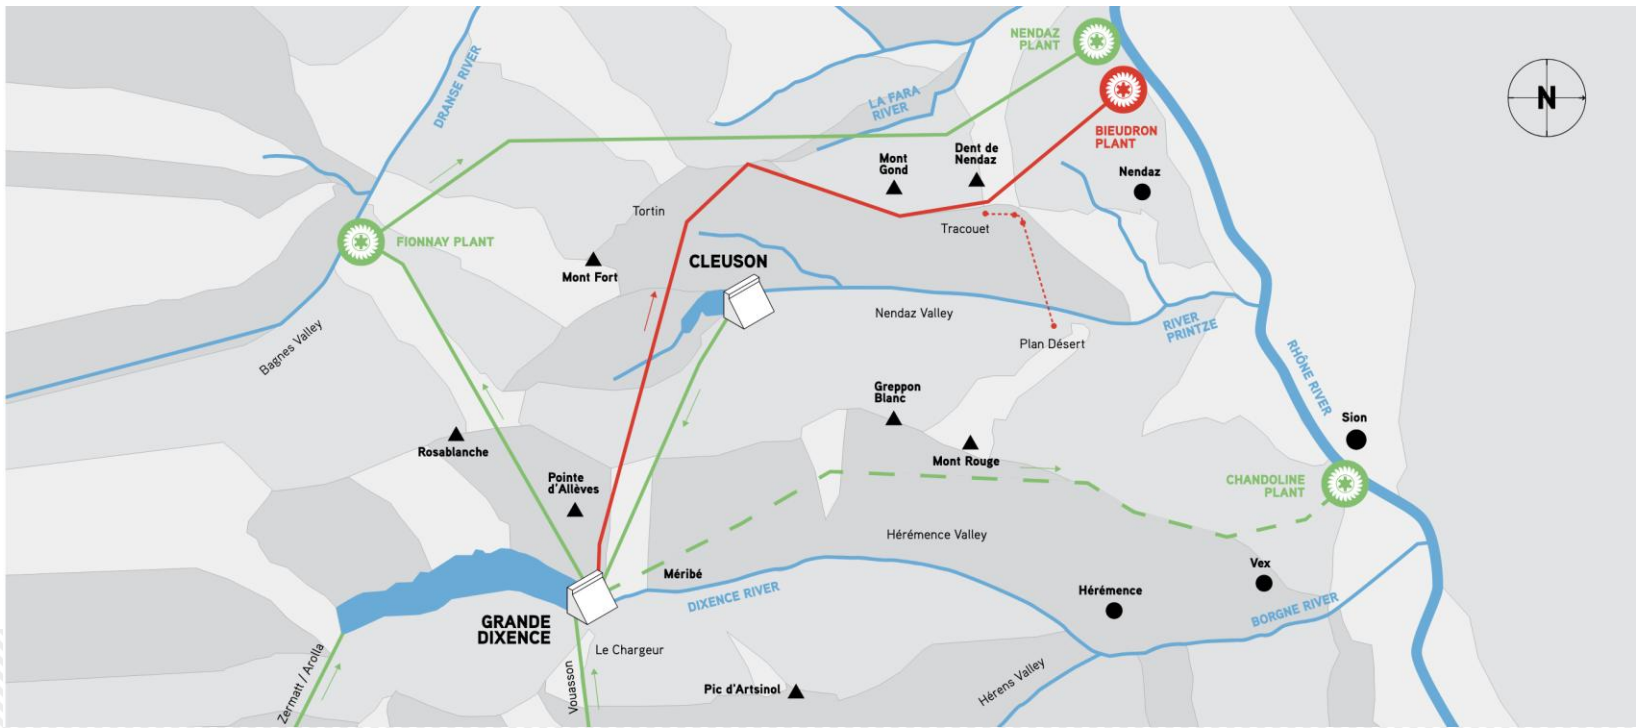 NENDAZ
PLANT
DRANSE RIVER
LA FARA
RIVER
N
BIEUDRON
PLANT
Mont
Gond
Dent de
Nendaz
Nendaz
Tortin
Tracouet
FIONNAY PLANT
CLEUSON
Mont Fort
Nendaz Valley
RIVER
PRINTZE
Bagnes Valley
Plan Désert
RHÔNE RIVER
Greppon
Blanc
Sion
Rosablanche
Mont Rouge
Pointe
d'Allèves
CHANDOLINE
PLANT
Hérémence Valley
Méribé
Vex
DIXENCE RIVER
Hérémence
BORGNE RIVER
GRANDE
DIXENCE
Le Chargeur
Zermatt / Arolla
Vouasson
Pic d'Artsinol
Hérens Valley